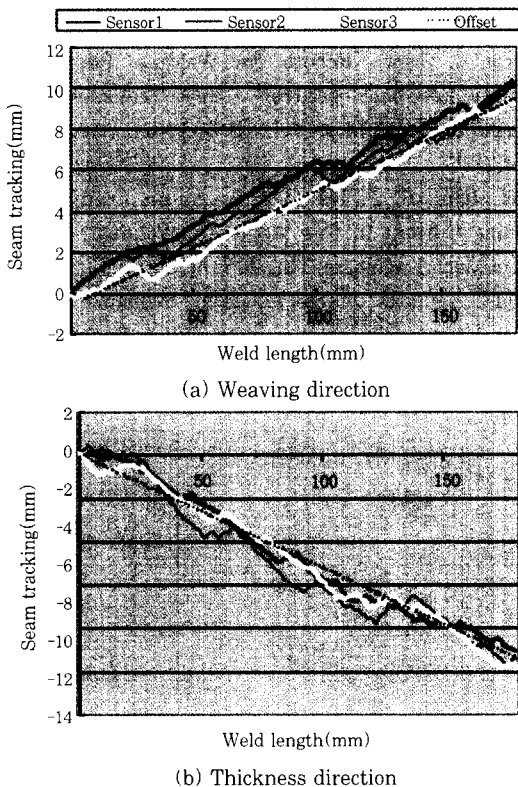 Sensor1 Sensor2 Sensor3 Offset
12
10
8
6
4
2
0
-2
Seam tracking(mm)
50 100 150
Weld length(mm)
(a) Weaving direction
2
0
-2
-4
-6
-8
-10
-12
-14
Seam tracking(mm)
50 100 150
Weld length(mm)
(b) Thickness direction